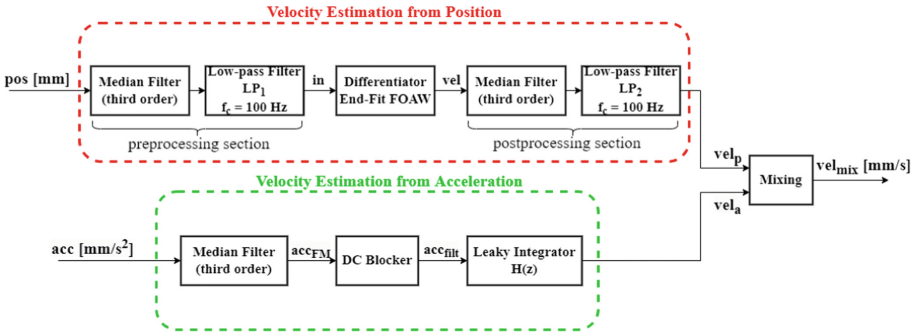 Velocity Estimation from Position
pos [mm]
Median Filter
(third order)
Low-pass Filter
LP1
fc = 100 Hz
in
Differentiator
End-Fit FOAW
vel
Median Filter
(third order)
Low-pass Filter
LP2
fc = 100 Hz
preprocessing section
postprocessing section
velp
Mixing
velmix [mm/s]
vela
Velocity Estimation from Acceleration
acc [mm/s2]
Median Filter
(third order)
accFM
DC Blocker
accfilt
Leaky Integrator
H(z)